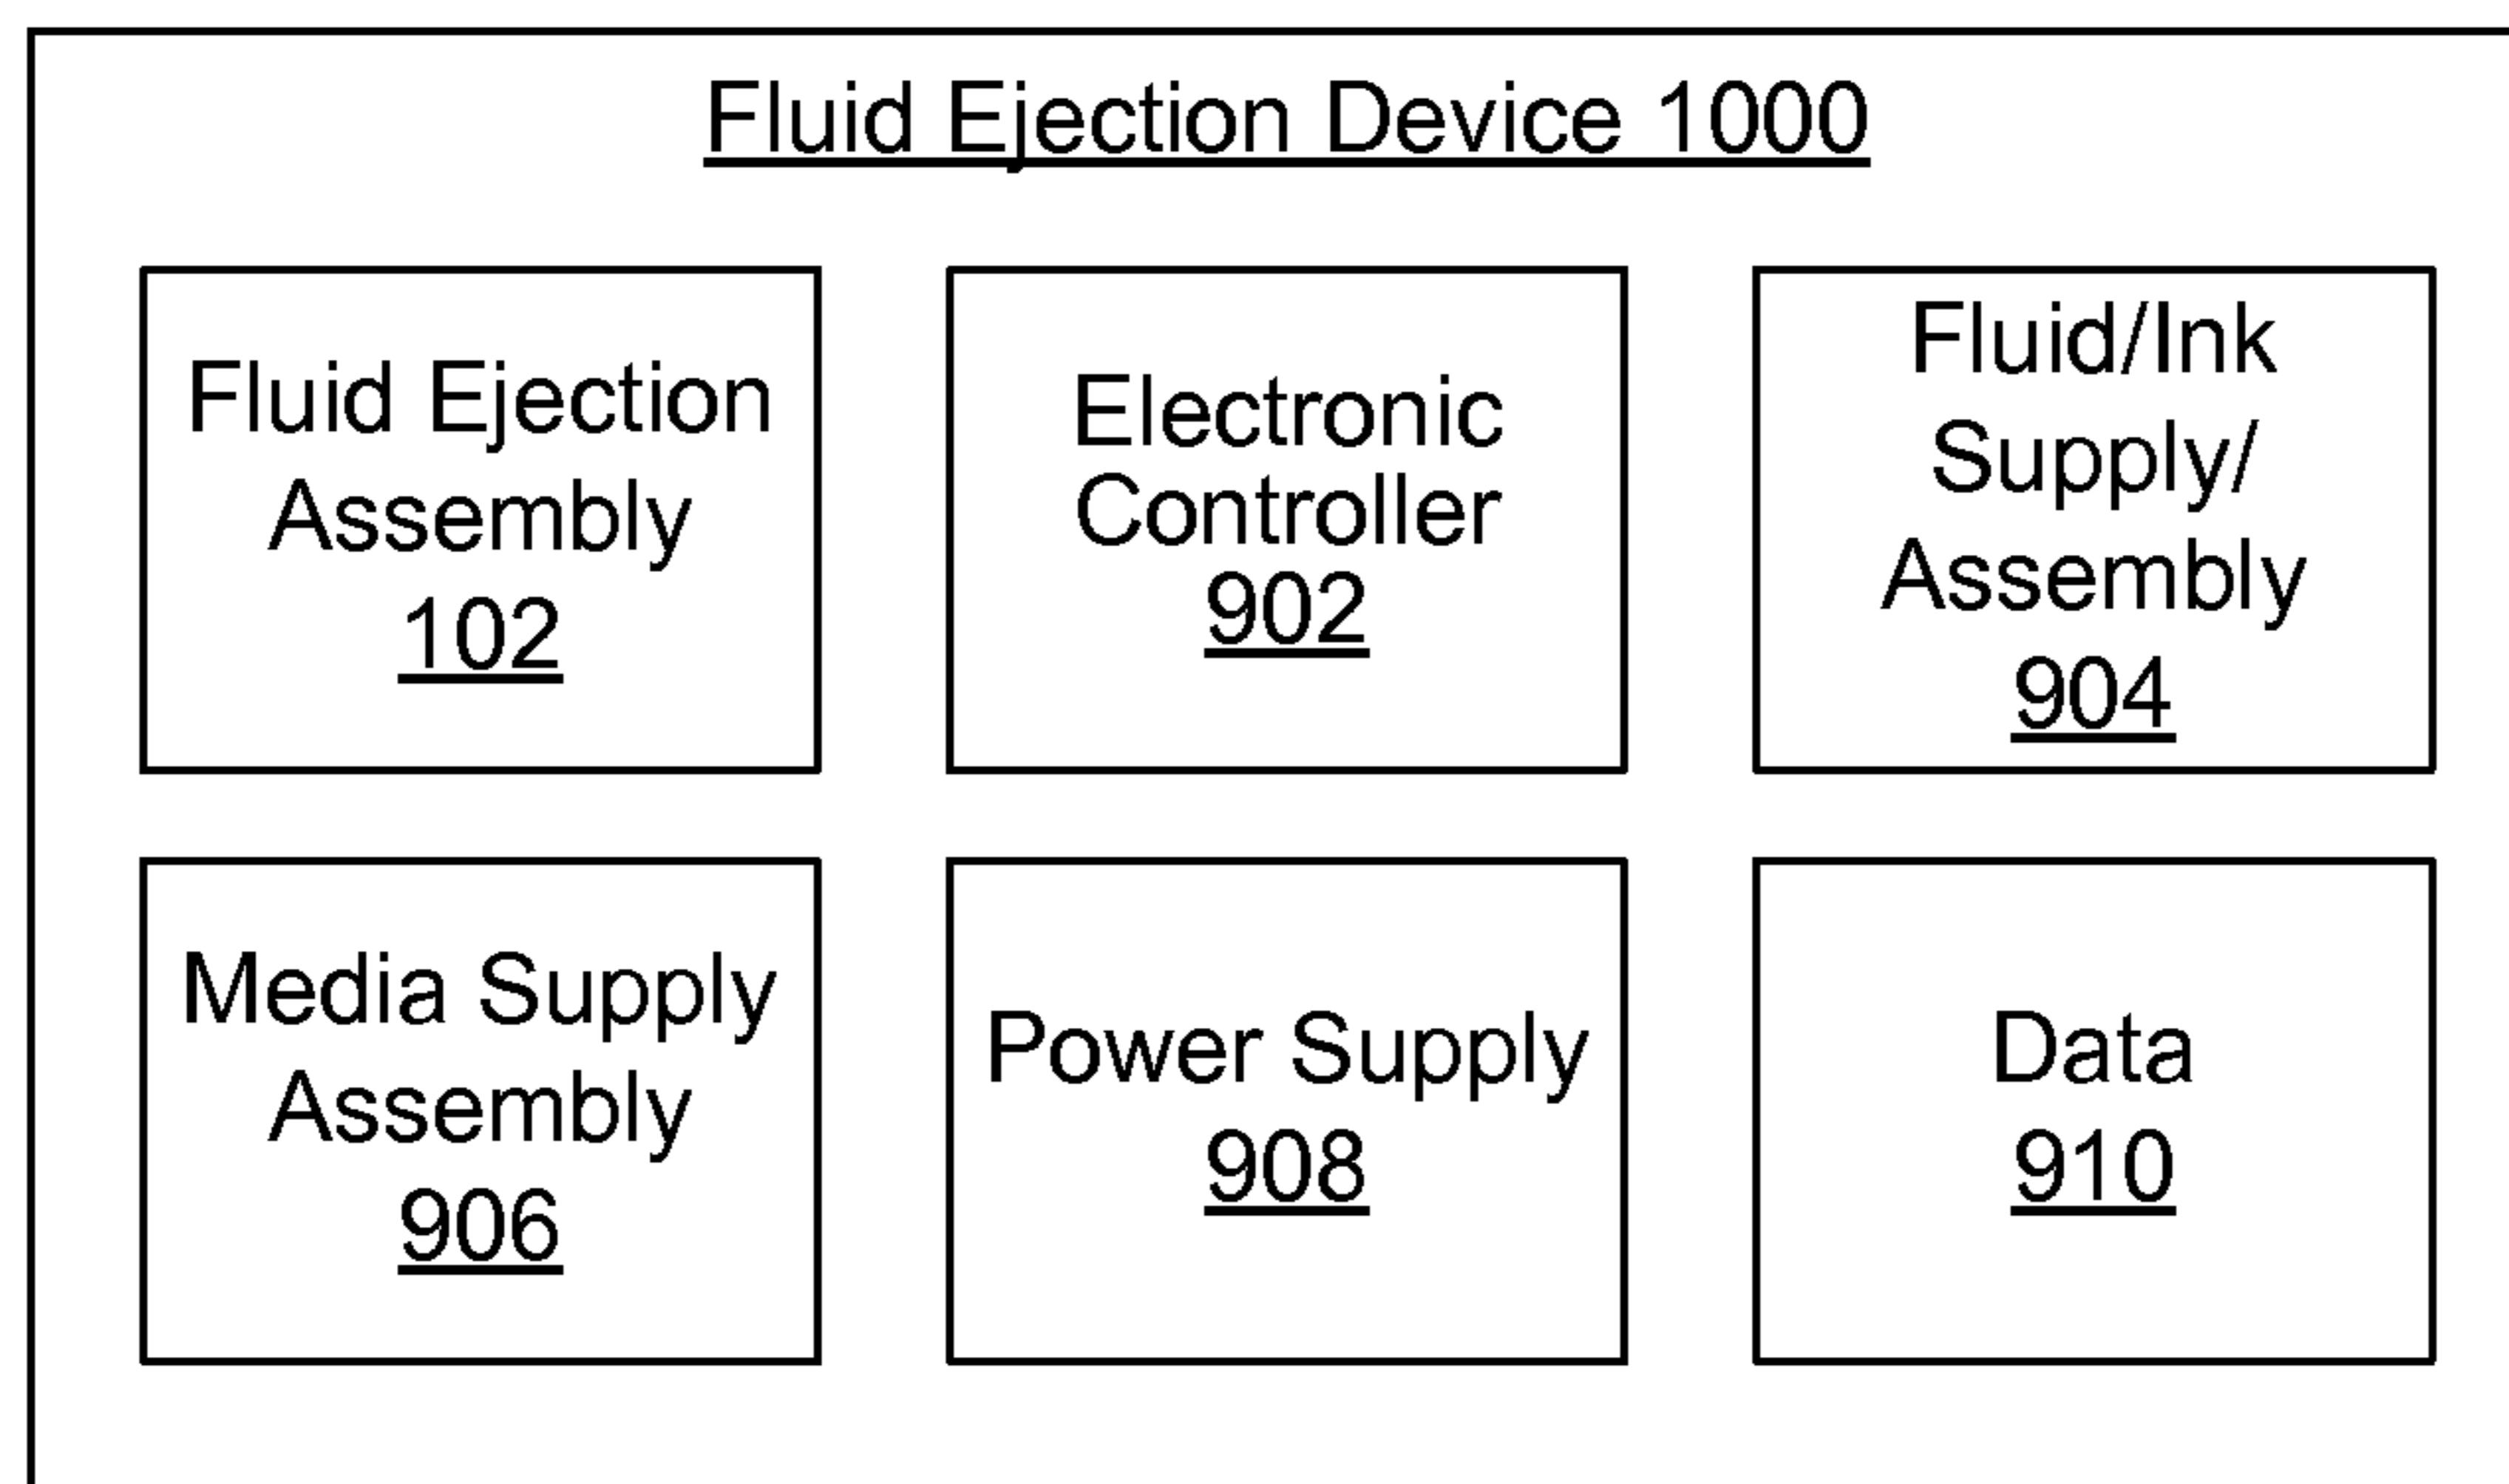 Fluid Ejection Device 1000
Fluid Ejection
Assembly
102
Electronic
Controller
902
Fluid/Ink
Supply/
Assembly
904
Media Supply
Assembly
906
Power Supply
908
Data
910